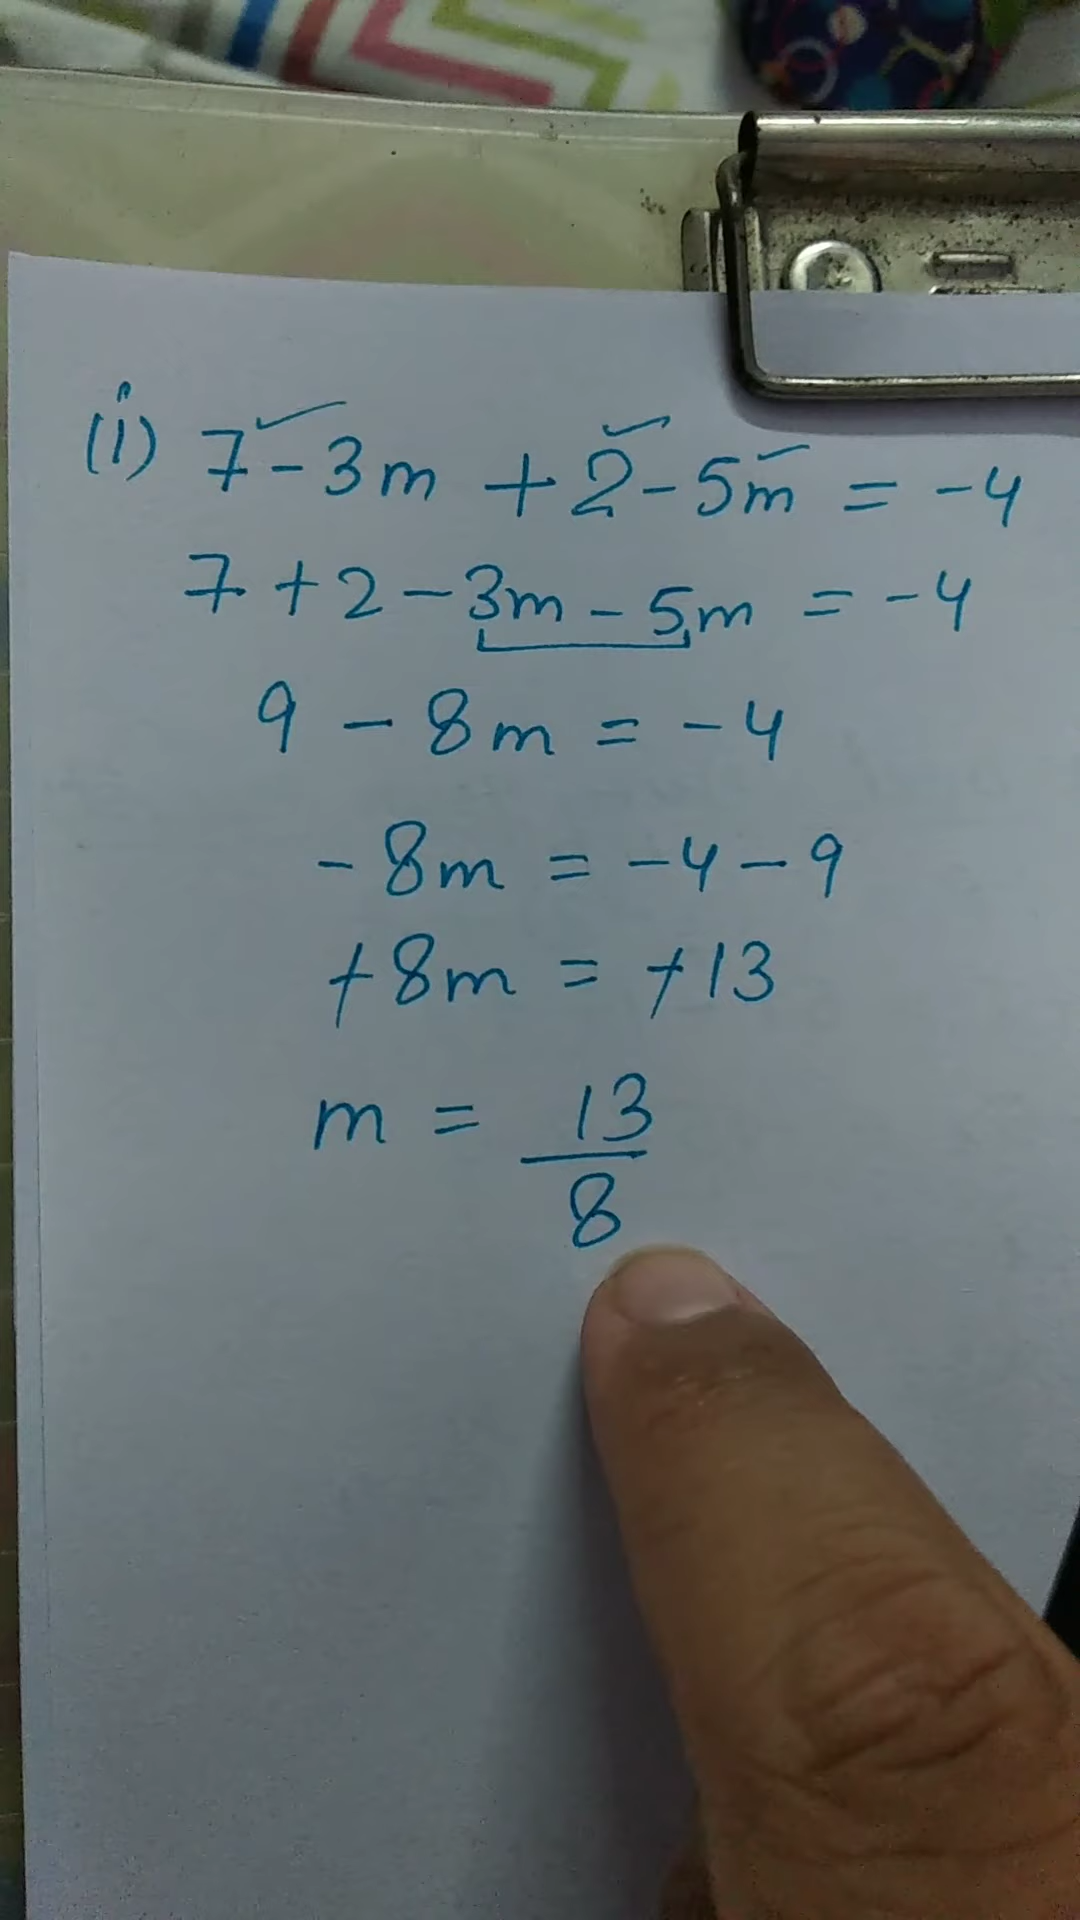 (i) 7 - 3m + 2 - 5m = -4
7 + 2 - 3m - 5m = -4
9 - 8m = -4
-8m = -4 - 9
+8m = +13
m = 13/8